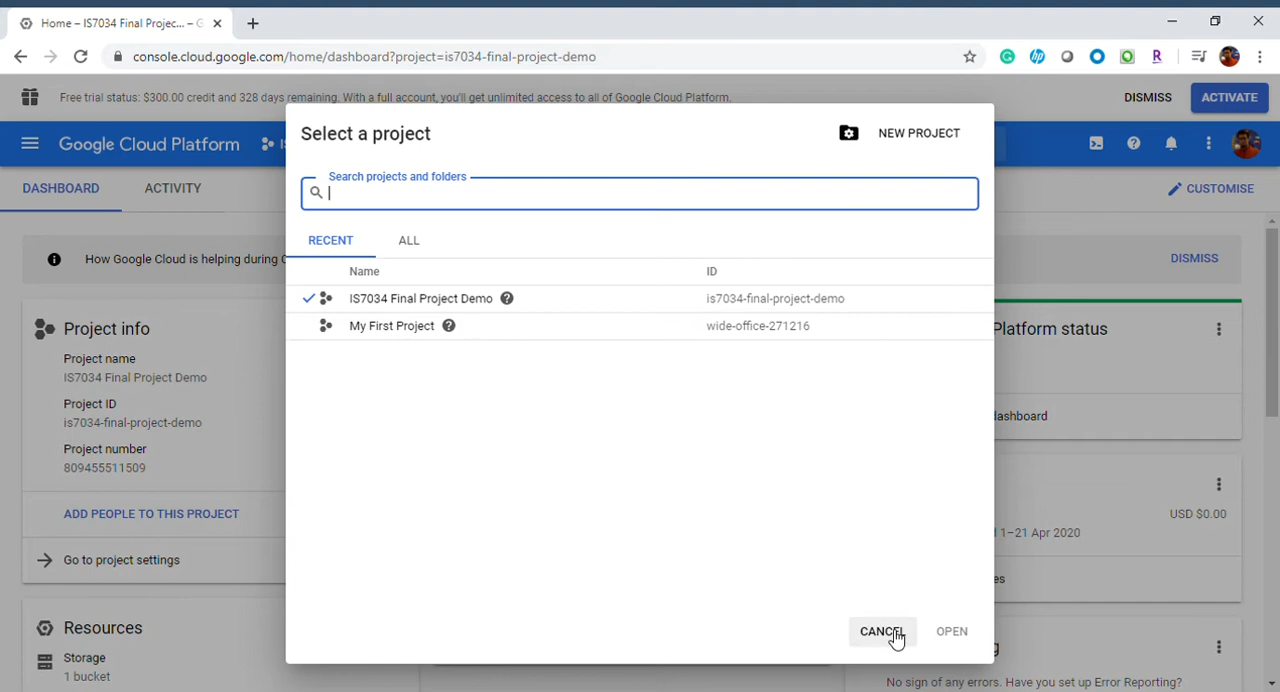 Home – IS7034 Final Projec... – G
console.cloud.google.com/home/dashboard?project=is7034-final-project-demo
Free trial status: $300.00 credit and 328 days remaining. With a full account, you'll get unlimited access to all of Google Cloud Platform.
DISMISS
ACTIVATE
Google Cloud Platform
DASHBOARD
ACTIVITY
CUSTOMISE
How Google Cloud is helping during
DISMISS
Select a project
NEW PROJECT
Search projects and folders
RECENT
ALL
Name
ID
IS7034 Final Project Demo
is7034-final-project-demo
My First Project
wide-office-271216
CANCEL
OPEN
Project info
Project name
IS7034 Final Project Demo
Project ID
is7034-final-project-demo
Project number
809455511509
ADD PEOPLE TO THIS PROJECT
Go to project settings
Resources
Storage
1 bucket
Platform status
dashboard
USD $0.00
1–21 Apr 2020
No sign of any errors. Have you set up Error Reporting?